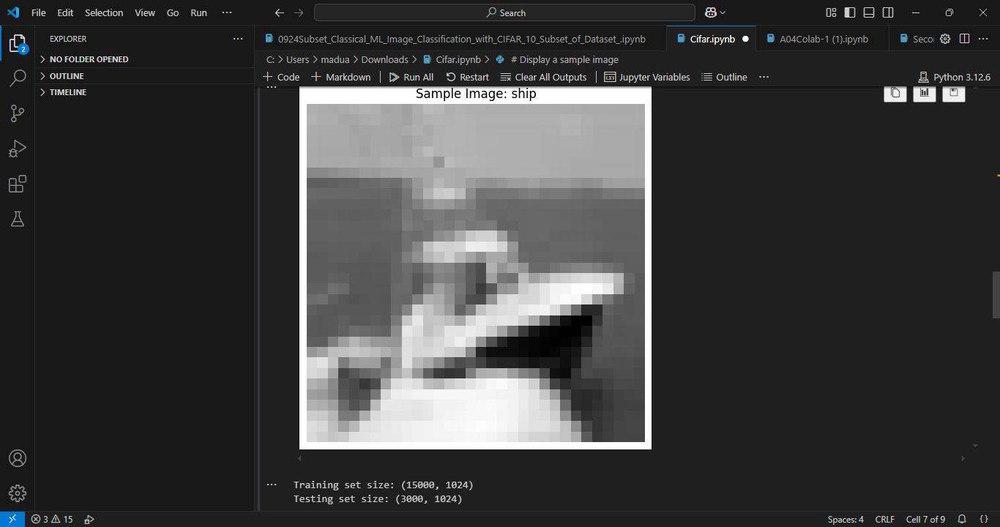 File Edit Selection View Go Run ··· Search
EXPLORER ···
NO FOLDER OPENED
OUTLINE
TIMELINE
2
0924Subset_Classical_ML_Image_Classification_with_CIFAR_10_Subset_of_Dataset_.ipynb Cifar.ipynb A04Colab-1 (1).ipynb Secon ···
C: > Users > madua > Downloads > Cifar.ipynb > # Display a sample image
+ Code + Markdown Run All Restart Clear All Outputs Jupyter Variables Outline ··· Python 3.12.6
Sample Image: ship
··· Training set size: (15000, 1024)
Testing set size: (3000, 1024)
3 15 Spaces: 4 CRLF Cell 7 of 9 {}